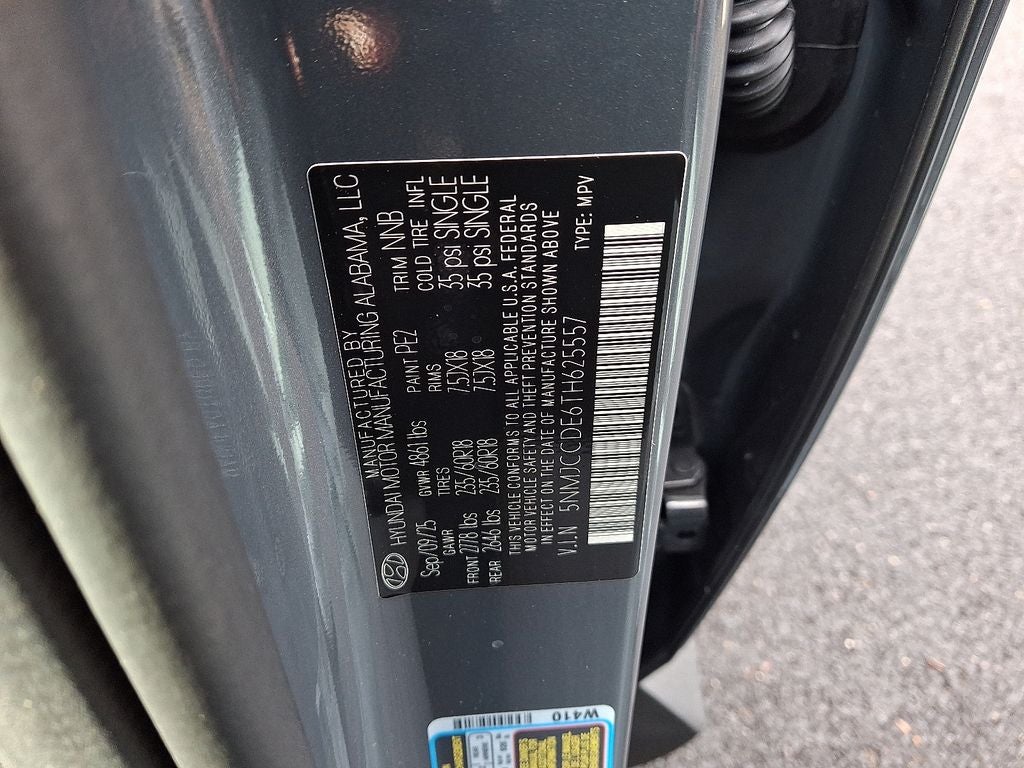 MANUFACTURED BY
HYUNDAI MOTOR MANUFACTURING ALABAMA, LLC
Sep/09/25 GVWR 4861 lbs PAINT PE2 TRIM NNB
GAWR TIRES RIMS COLD TIRE INFL
FRONT 2778 lbs 235/60R18 7.5JX18 35 psi SINGLE
REAR 2646 lbs 235/60R18 7.5JX18 35 psi SINGLE
THIS VEHICLE CONFORMS TO ALL APPLICABLE U.S.A. FEDERAL
MOTOR VEHICLE SAFETY AND THEFT PREVENTION STANDARDS
IN EFFECT ON THE DATE OF MANUFACTURE SHOWN ABOVE
V.I.N 5NMJCCDE6TH625557 TYPE: MPV
W410